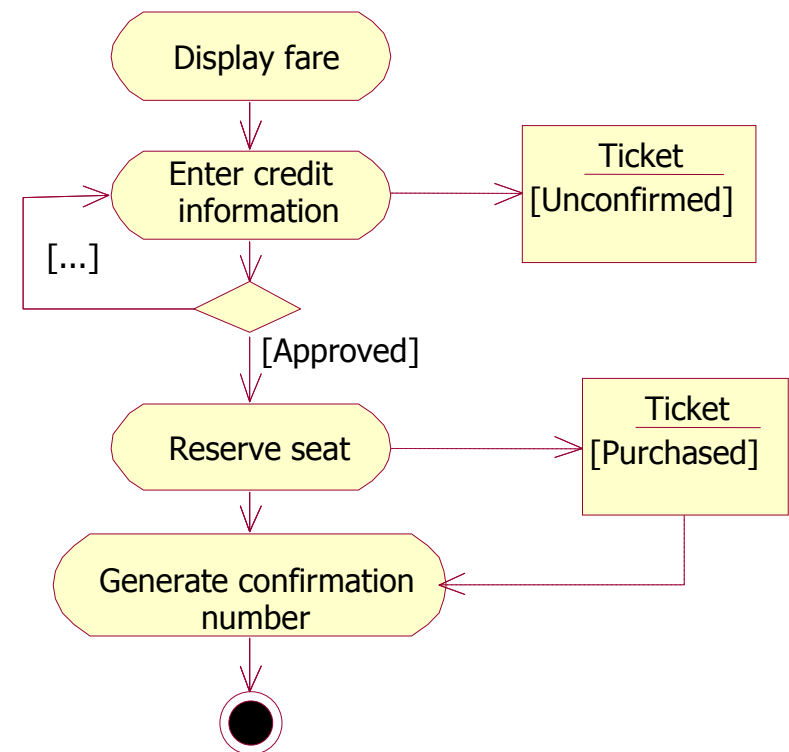 Display fare
Enter credit
information
Ticket
[Unconfirmed]
[...]
[Approved]
Reserve seat
Ticket
[Purchased]
Generate confirmation
number